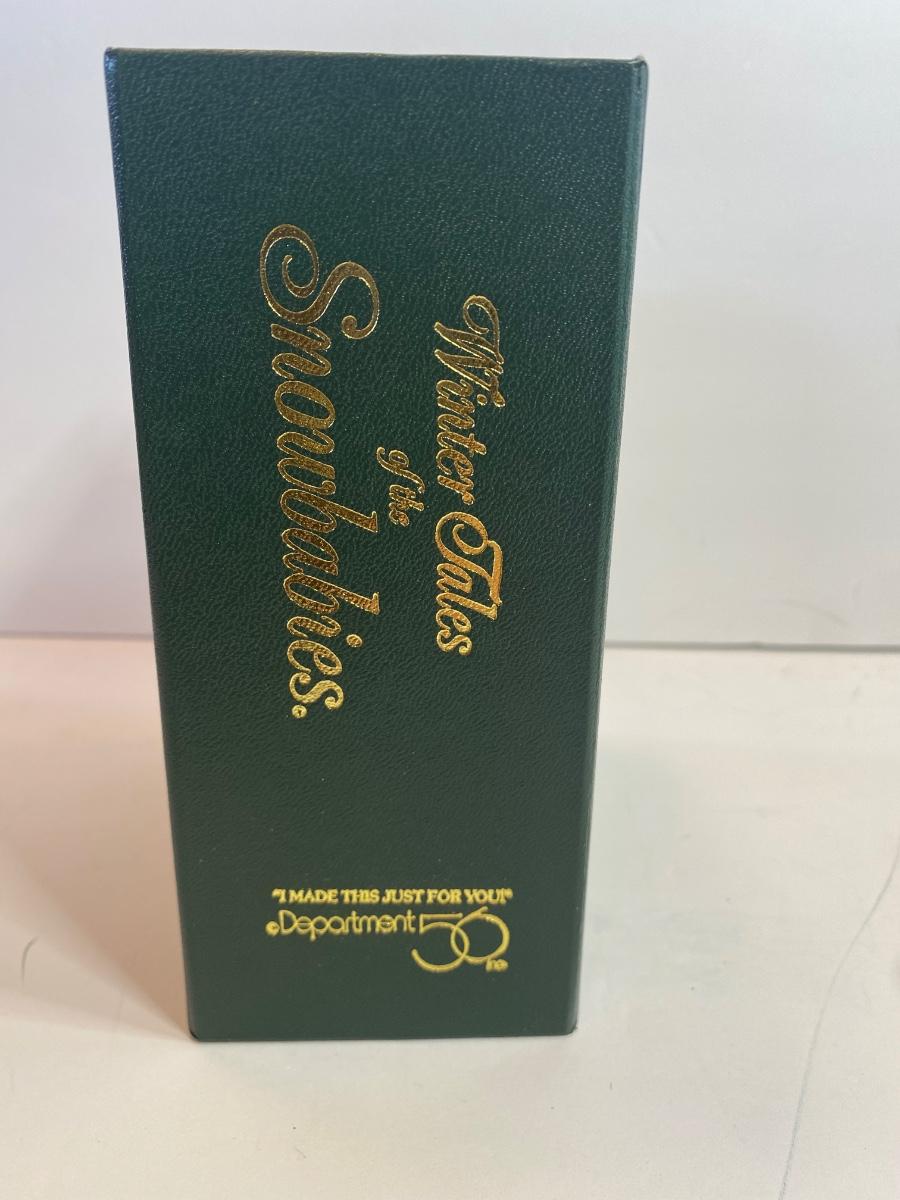 Winter Tales
of the
Snowbabies®©
"I MADE THIS JUST FOR YOU!"
©Department 56 ®